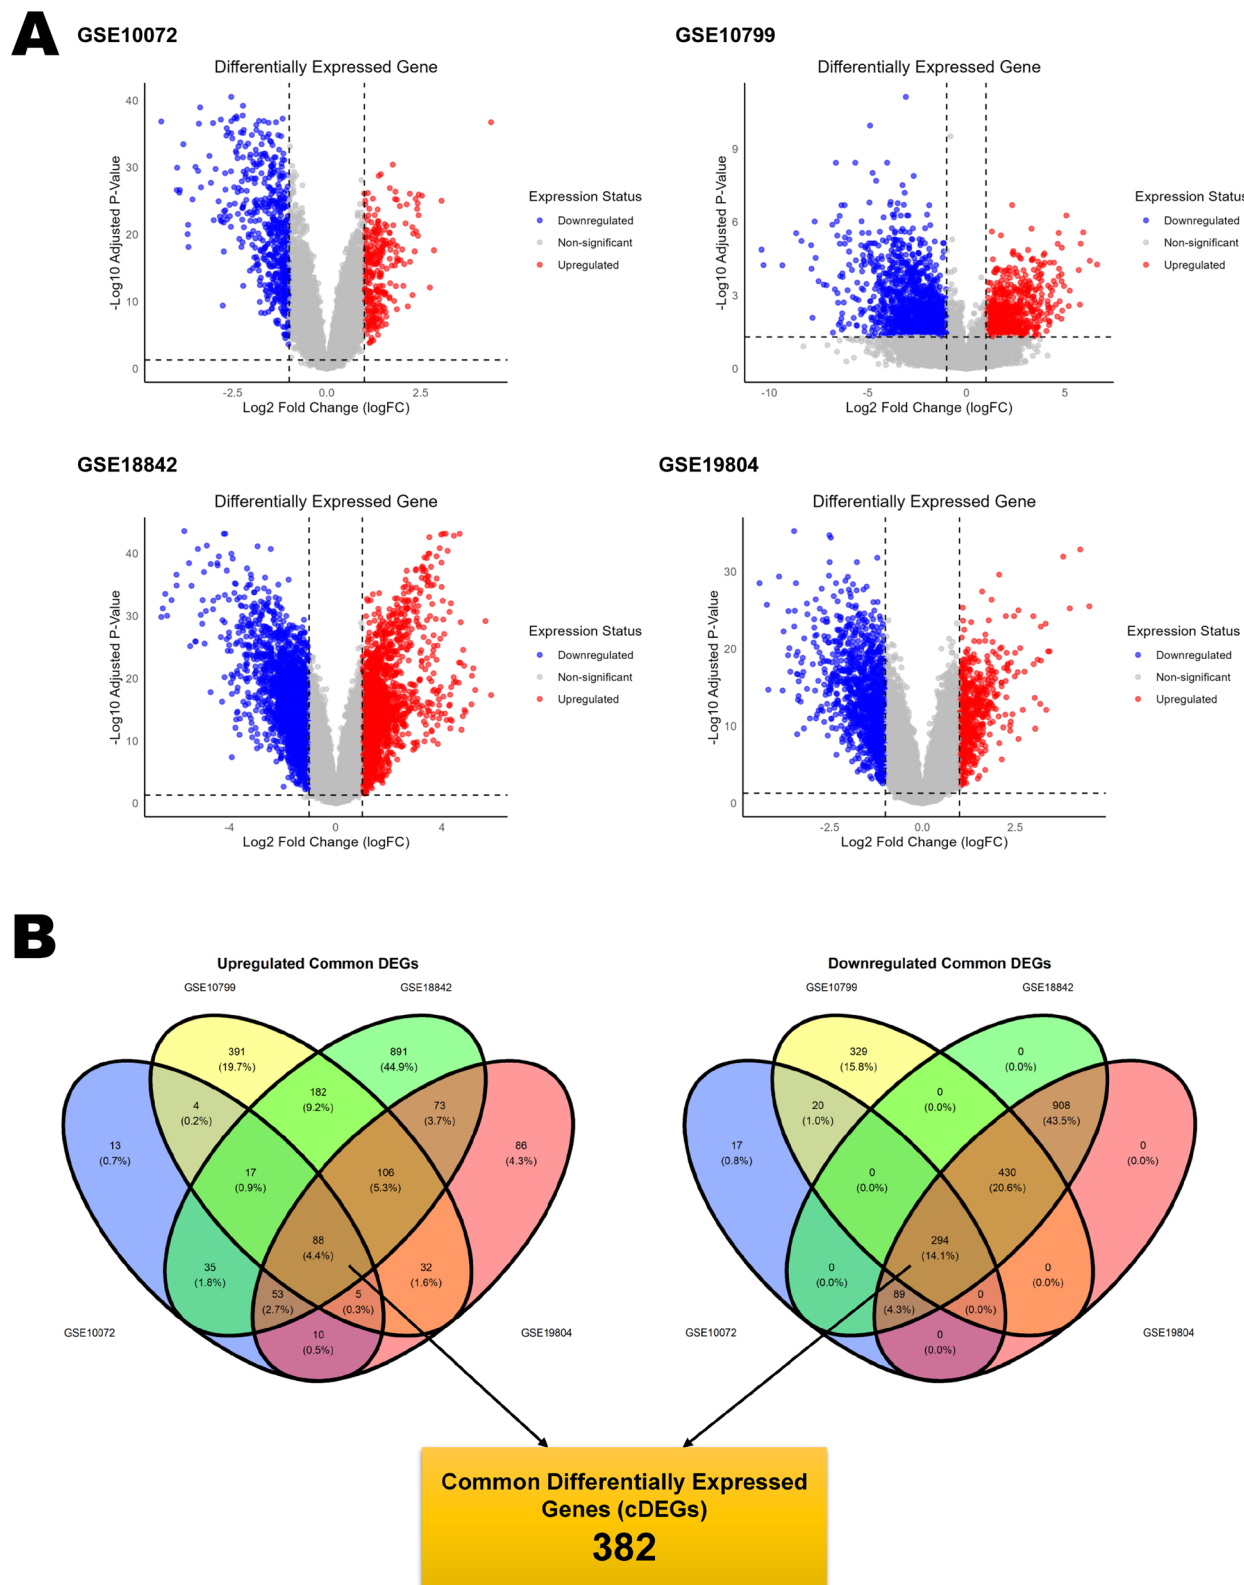 A
GSE10072
Differentially Expressed Gene
-Log10 Adjusted P-Value
40
30
20
10
0
-2.5
0.0
2.5
Log2 Fold Change (logFC)
Expression Status
Downregulated
Non-significant
Upregulated
GSE10799
Differentially Expressed Gene
-Log10 Adjusted P-Value
9
6
3
0
-10
-5
0
5
Log2 Fold Change (logFC)
Expression Status
Downregulated
Non-significant
Upregulated
GSE18842
Differentially Expressed Gene
-Log10 Adjusted P-Value
40
30
20
10
0
-4
0
4
Log2 Fold Change (logFC)
Expression Status
Downregulated
Non-significant
Upregulated
GSE19804
Differentially Expressed Gene
-Log10 Adjusted P-Value
30
20
10
0
-2.5
0.0
2.5
Log2 Fold Change (logFC)
Expression Status
Downregulated
Non-significant
Upregulated
B
Upregulated Common DEGs
GSE10799
GSE18842
391
(19.7%)
891
(44.9%)
182
(9.2%)
4
(0.2%)
73
(3.7%)
13
(0.7%)
86
(4.3%)
17
(0.9%)
106
(5.3%)
88
(4.4%)
35
(1.8%)
32
(1.6%)
53
(2.7%)
5
(0.3%)
10
(0.5%)
GSE10072
GSE19804
Downregulated Common DEGs
GSE10799
GSE18842
329
(15.8%)
0
(0.0%)
0
(0.0%)
20
(1.0%)
908
(43.5%)
17
(0.8%)
0
(0.0%)
0
(0.0%)
430
(20.6%)
294
(14.1%)
0
(0.0%)
0
(0.0%)
89
(4.3%)
0
(0.0%)
0
(0.0%)
GSE10072
GSE19804
Common Differentially Expressed
Genes (cDEGs)
382